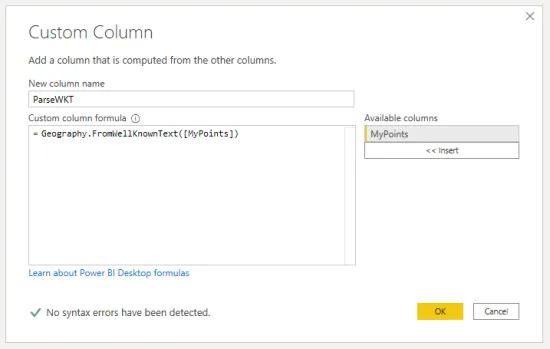 Custom Column
Add a column that is computed from the other columns.
New column name
ParseWKT
Custom column formula
Available columns
= Geography.FromWellKnownText([MyPoints])
MyPoints
<< Insert
Learn about Power BI Desktop formulas
No syntax errors have been detected.
OK
Cancel